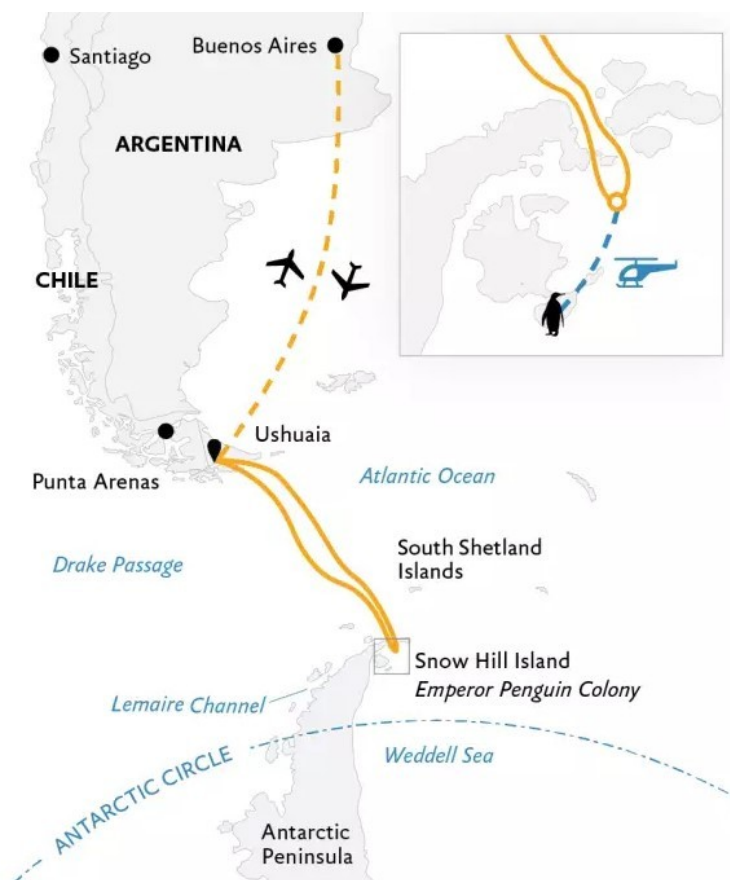 Santiago
Buenos Aires
ARGENTINA
CHILE
Ushuaia
Punta Arenas
Atlantic Ocean
Drake Passage
South Shetland
Islands
Snow Hill Island
Emperor Penguin Colony
Lemaire Channel
Weddell Sea
ANTARCTIC CIRCLE
Antarctic
Peninsula